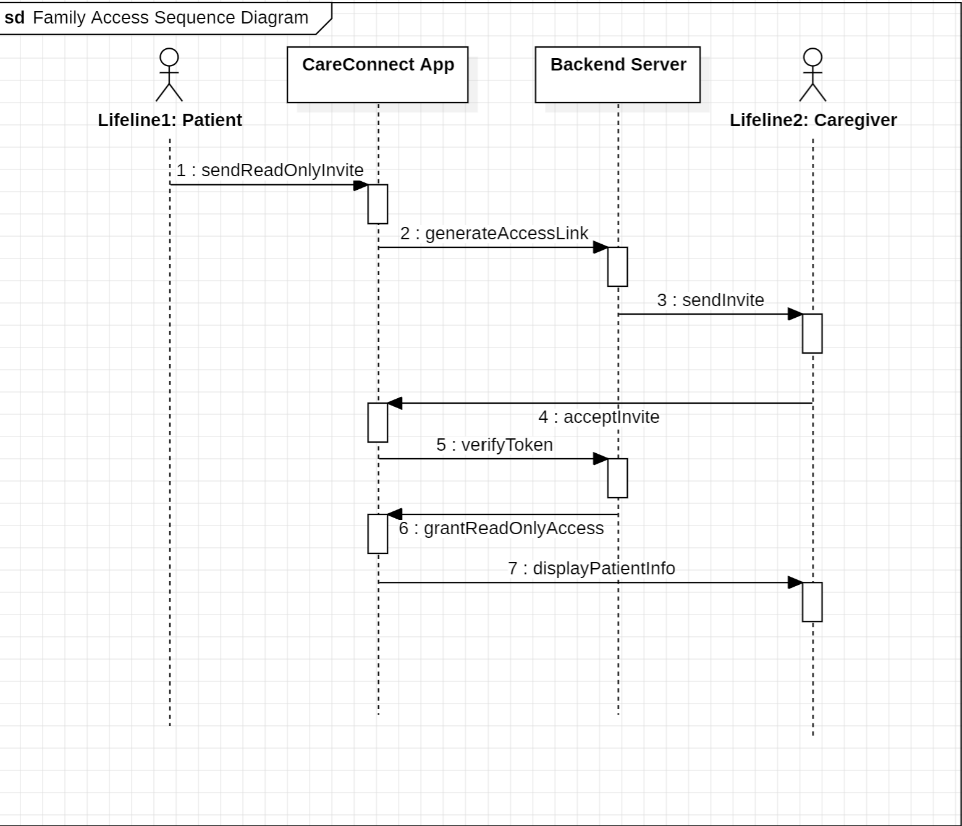 sd Family Access Sequence Diagram
CareConnect App
Backend Server
Lifeline1: Patient
Lifeline2: Caregiver
1 : sendReadOnlyInvite
2 : generateAccessLink
3 : sendInvite
4 : acceptInvite
5 : verifyToken
6 : grantReadOnlyAccess
7 : displayPatientInfo